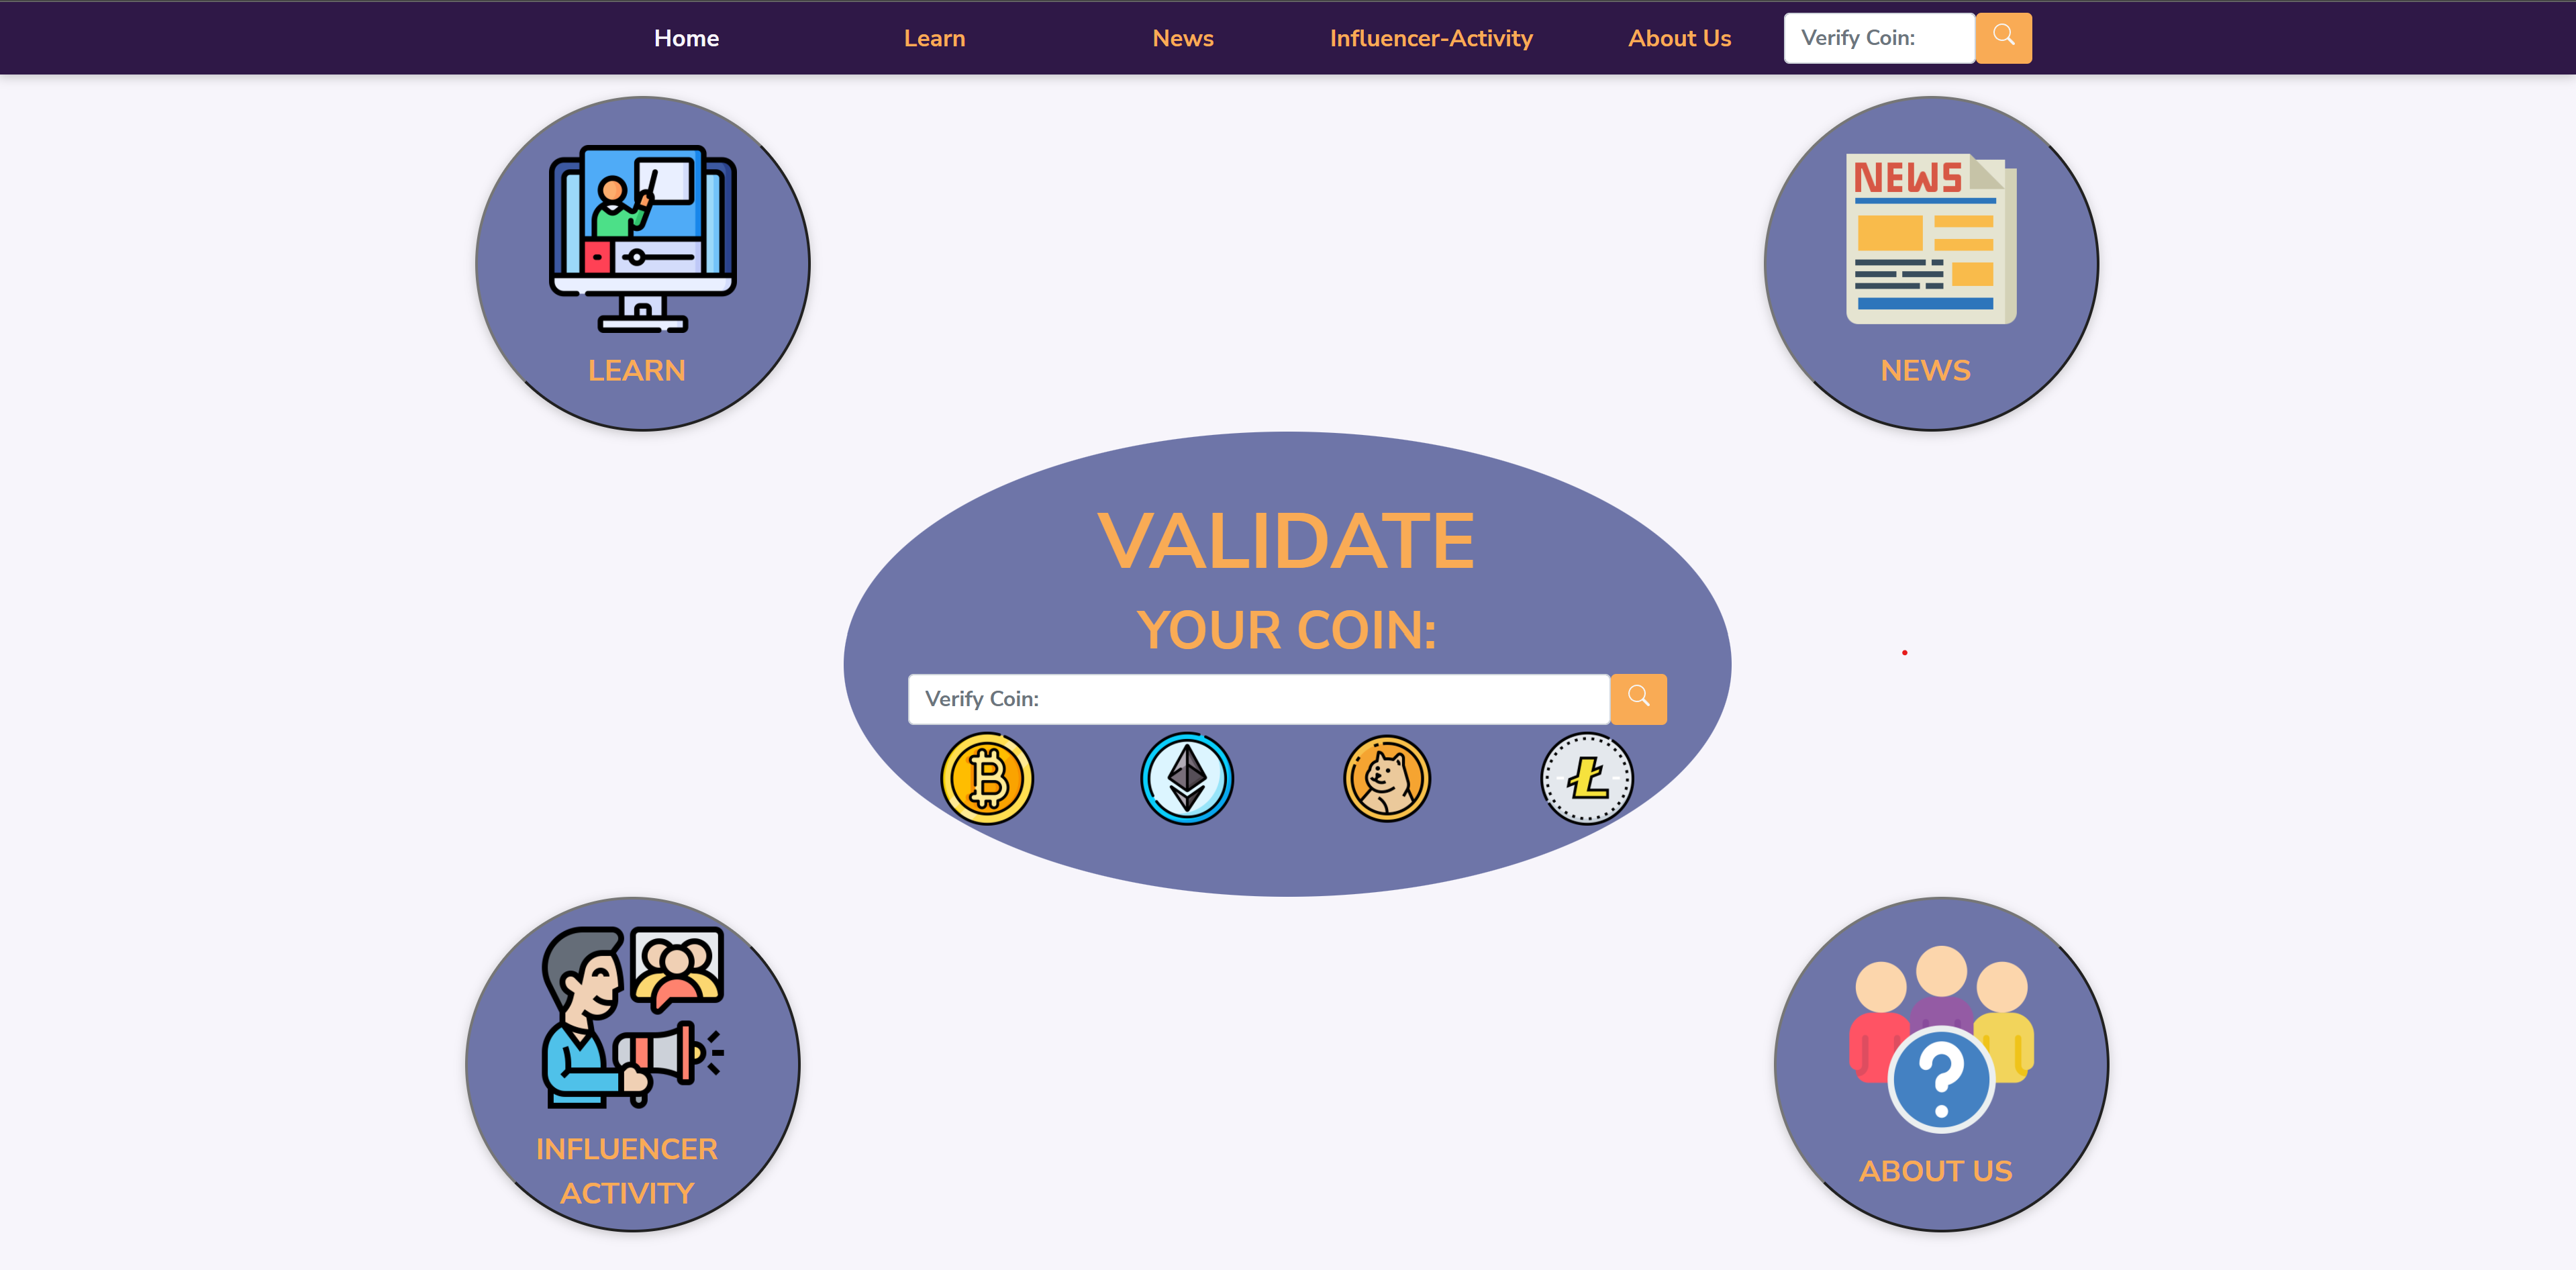 Home
Learn
News
Influencer-Activity
About Us
Verify Coin:
NEWS
LEARN
NEWS
VALIDATE
YOUR COIN:
Verify Coin:
INFLUENCER
ACTIVITY
?
ABOUT US